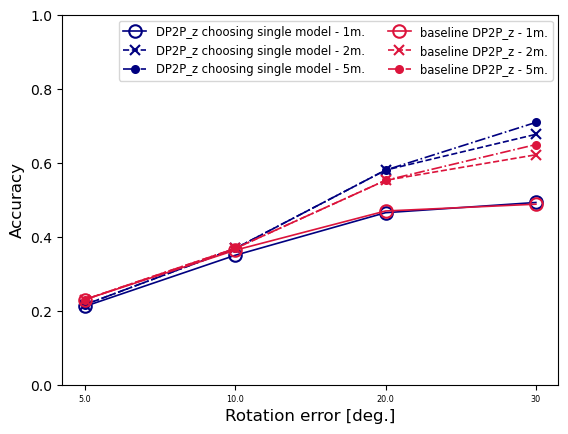 1.0
0.8
0.6
0.4
0.2
0.0
Accuracy
DP2P_z choosing single model - 1m.
DP2P_z choosing single model - 2m.
DP2P_z choosing single model - 5m.
baseline DP2P_z - 1m.
baseline DP2P_z - 2m.
baseline DP2P_z - 5m.
5.0 10.0 20.0 30
Rotation error [deg.]